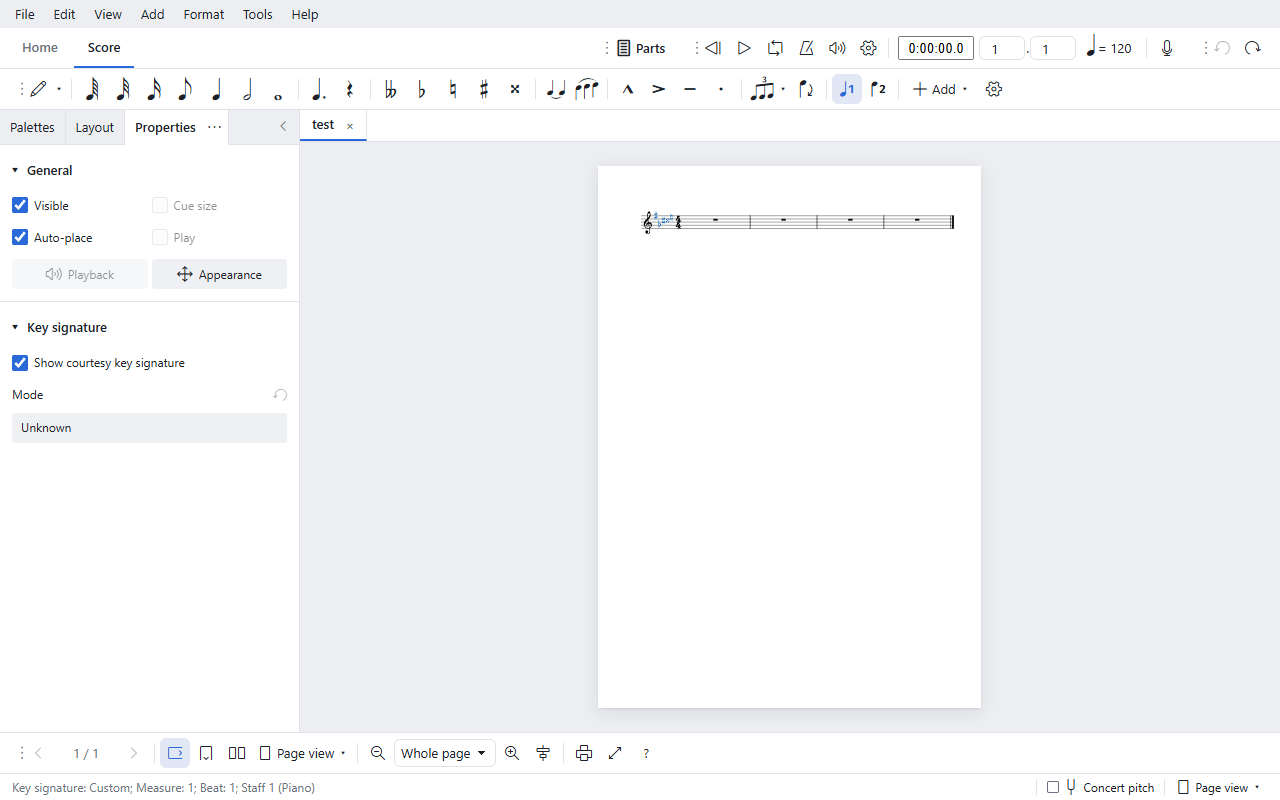 File Edit View Add Format Tools Help
Home Score Parts 0:00:00.0 1 . 1 = 120
3 1 2 Add
Palettes Layout Properties ··· test ×
General
Visible Cue size
Auto-place Play
Playback Appearance
Key signature
Show courtesy key signature
Mode
Unknown
1 / 1 Page view Whole page ?
Key signature: Custom; Measure: 1; Beat: 1; Staff 1 (Piano) Concert pitch Page view